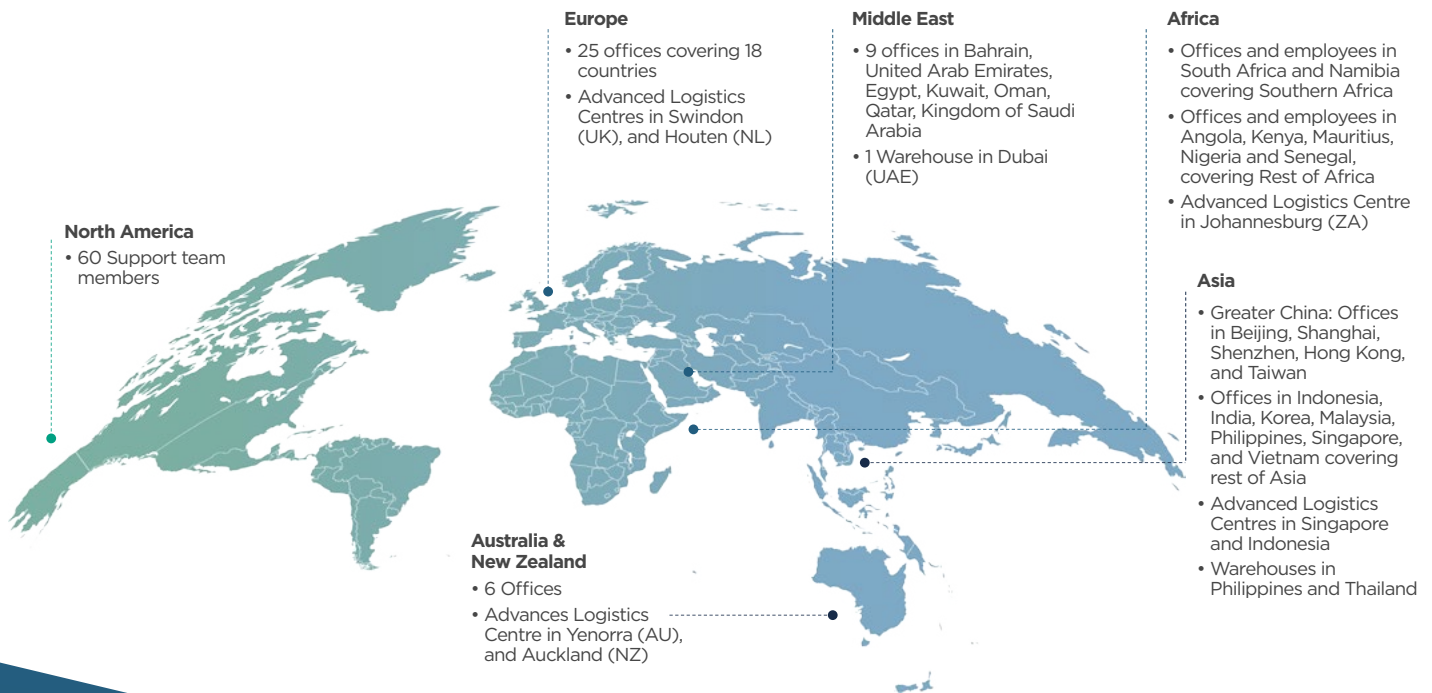 Europe
• 25 offices covering 18
countries
• Advanced Logistics
Centres in Swindon
(UK), and Houten (NL)
Middle East
• 9 offices in Bahrain,
United Arab Emirates,
Egypt, Kuwait, Oman,
Qatar, Kingdom of Saudi
Arabia
• 1 Warehouse in Dubai
(UAE)
Africa
• Offices and employees in
South Africa and Namibia
covering Southern Africa
• Offices and employees in
Angola, Kenya, Mauritius,
Nigeria and Senegal,
covering Rest of Africa
• Advanced Logistics Centre
in Johannesburg (ZA)
North America
• 60 Support team
members
Asia
• Greater China: Offices
in Beijing, Shanghai,
Shenzhen, Hong Kong,
and Taiwan
• Offices in Indonesia,
India, Korea, Malaysia,
Philippines, Singapore,
and Vietnam covering
rest of Asia
• Advanced Logistics
Centres in Singapore
and Indonesia
• Warehouses in
Philippines and Thailand
Australia &
New Zealand
• 6 Offices
• Advances Logistics
Centre in Yenorra (AU),
and Auckland (NZ)